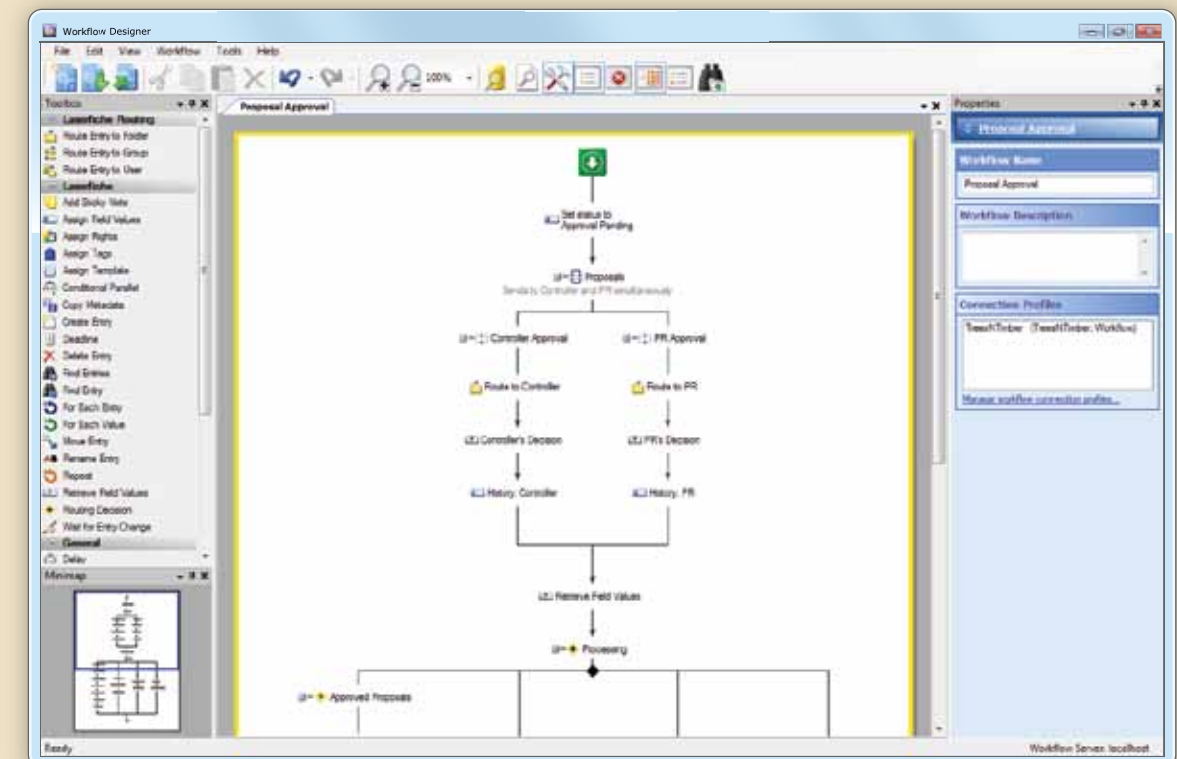 Workflow Designer
File Edit View Workflow Tools Help
100%
Toolbox
Laserfiche Routing
Route Entry to Folder
Route Entry to Group
Route Entry to User
Laserfiche
Add Sticky Note
Assign Field Values
Assign Rights
Assign Tags
Assign Template
Conditional Parallel
Copy Metadata
Create Entry
Deadline
Delete Entry
Find Entries
Find Entry
For Each Entry
For Each Value
Move Entry
Rename Entry
Repeat
Retrieve Field Values
Routing Decision
Wait for Entry Change
General
Delay
Minimap
Proposal Approval
Set status to
Approval Pending
Proposals
Sends to Controller and PR simultaneously
Controller Approval
PR Approval
Route to Controller
Route to PR
Controller's Decision
PR's Decision
History, Controller
History, PR
Retrieve Field Values
Processing
Approved Proposals
Properties
Proposal Approval
Workflow Name
Proposal Approval
Workflow Description
Connection Profiles
Manage workflow connection profiles...
Ready
Workflow Server: localhost